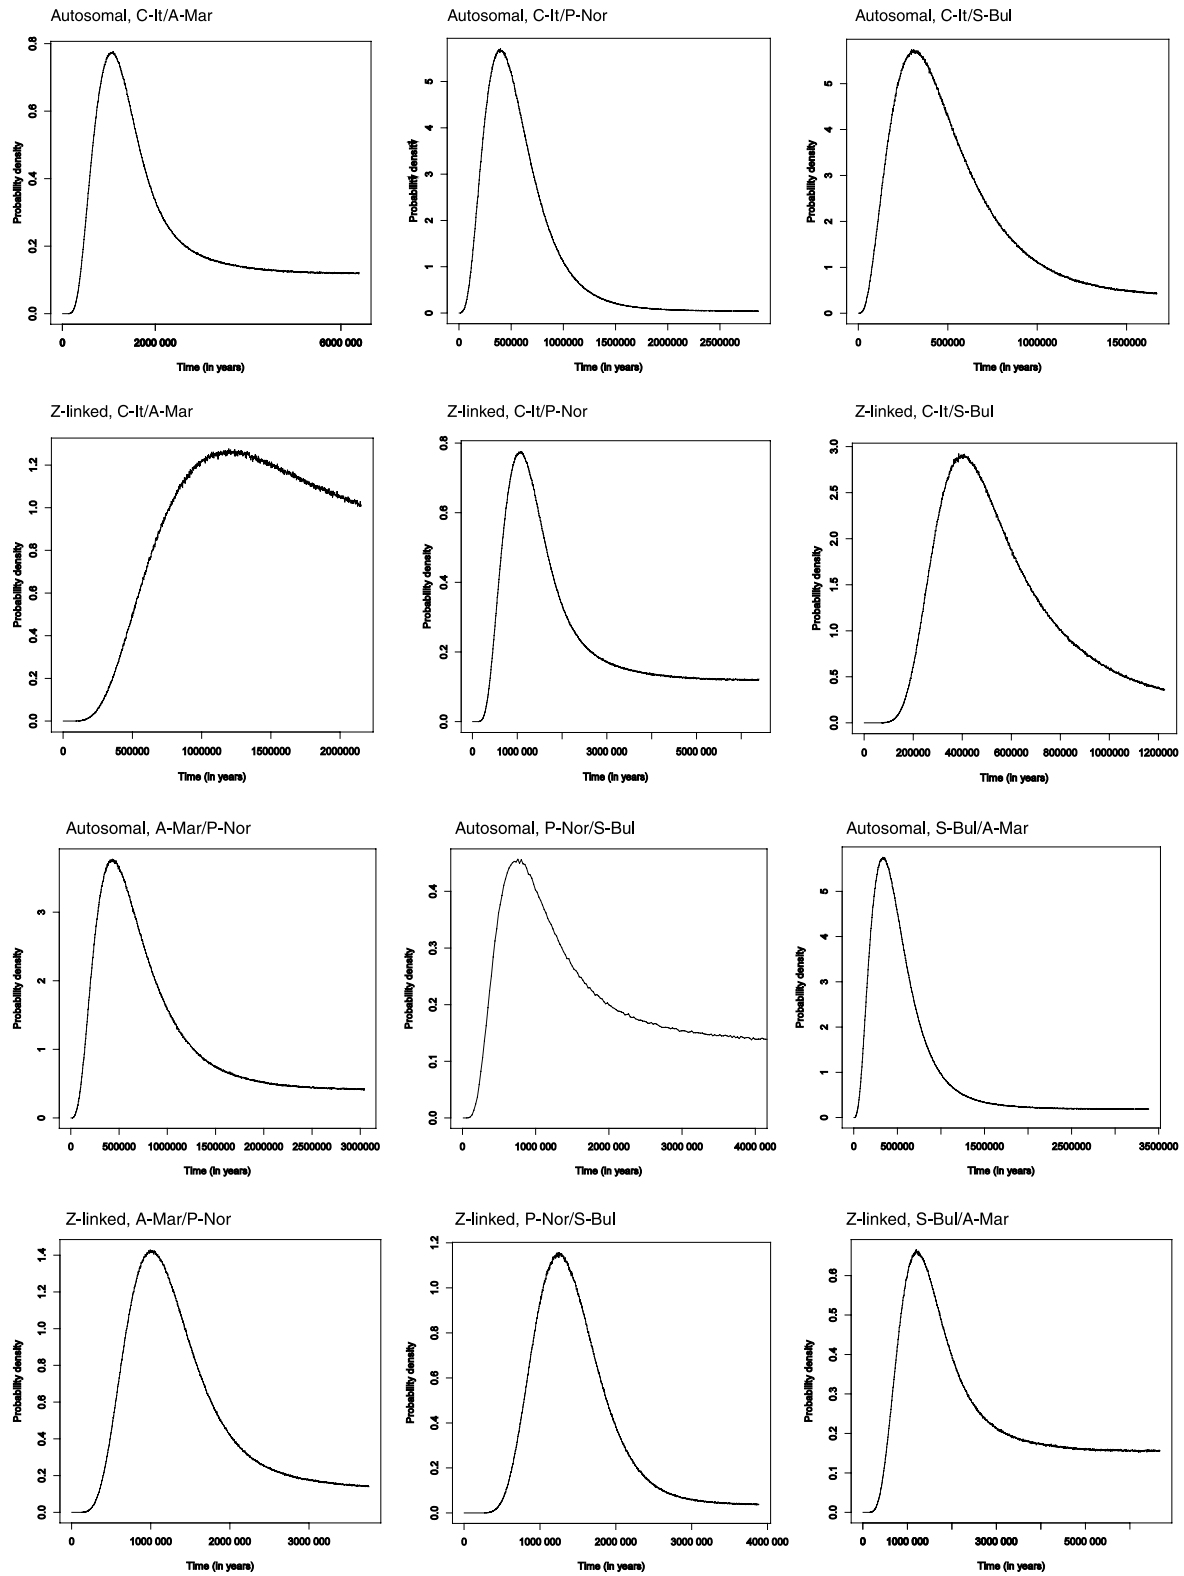 Autosomal, C-It/A-Mar
Autosomal, C-It/P-Nor
Autosomal, C-It/S-Bul
Probability density
0.0 0.2 0.4 0.6 0.8
0 2000 000 6000 000
Time (in years)
Probability density
0 1 2 3 4 5
0 500000 1000000 1500000 2000000 2500000
Time (in years)
Probability density
0 1 2 3 4 5
0 500000 1000000 1500000
Time (in years)
Z-linked, C-It/A-Mar
Z-linked, C-It/P-Nor
Z-linked, C-It/S-Bul
Probability density
0.0 0.2 0.4 0.6 0.8 1.0 1.2
0 500000 1000000 1500000 2000000
Time (in years)
Probability density
0.0 0.2 0.4 0.6 0.8
0 1000 000 3000 000 5000 000
Time (in years)
Probability density
0.0 0.5 1.0 1.5 2.0 2.5 3.0
0 200000 400000 600000 800000 1000000 1200000
Time (in years)
Autosomal, A-Mar/P-Nor
Autosomal, P-Nor/S-Bul
Autosomal, S-Bul/A-Mar
Probability density
0 1 2 3
0 500000 1000000 1500000 2000000 2500000 3000000
Time (in years)
Probability density
0.0 0.1 0.2 0.3 0.4
0 1000 000 2000 000 3000 000 4000 000
Time (in years)
Probability density
0 1 2 3 4 5
0 500000 1500000 2500000 3500000
Time (in years)
Z-linked, A-Mar/P-Nor
Z-linked, P-Nor/S-Bul
Z-linked, S-Bul/A-Mar
Probability density
0.0 0.2 0.4 0.6 0.8 1.0 1.2 1.4
0 1000 000 2000 000 3000 000
Time (in years)
Probability density
0.0 0.2 0.4 0.6 0.8 1.0 1.2
0 1000 000 2000 000 3000 000 4000 000
Time (in years)
Probability density
0.0 0.1 0.2 0.3 0.4 0.5 0.6
0 1000 000 3000 000 5000 000
Time (in years)